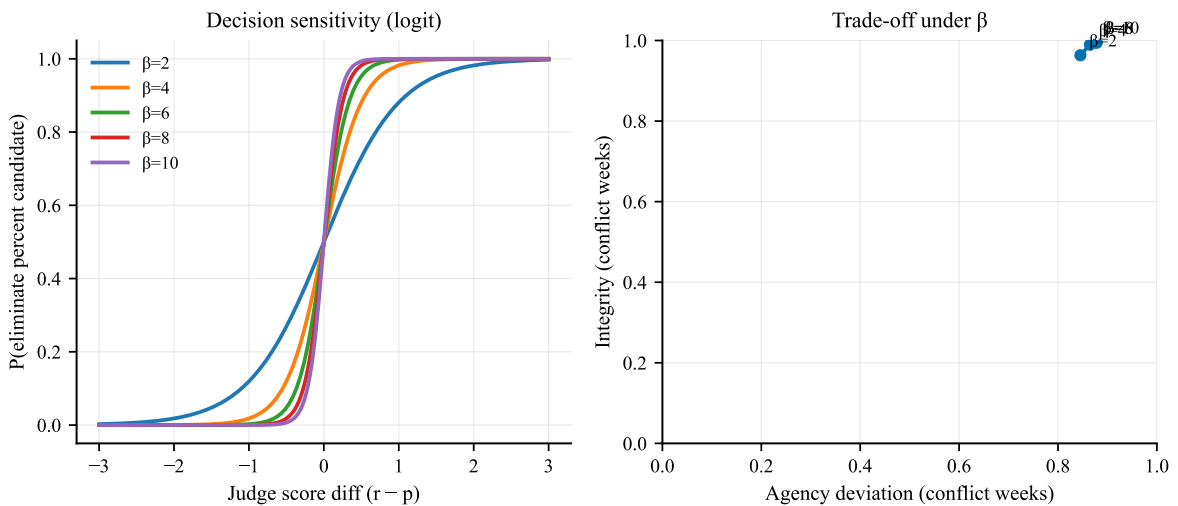 Decision sensitivity (logit)
P(eliminate percent candidate)
1.0
0.8
0.6
0.4
0.2
0.0
β=2
β=4
β=6
β=8
β=10
−3
−2
−1
0
1
2
3
Judge score diff (r − p)
Trade-off under β
Integrity (conflict weeks)
1.0
0.8
0.6
0.4
0.2
0.0
β=2
0.0
0.2
0.4
0.6
0.8
1.0
Agency deviation (conflict weeks)